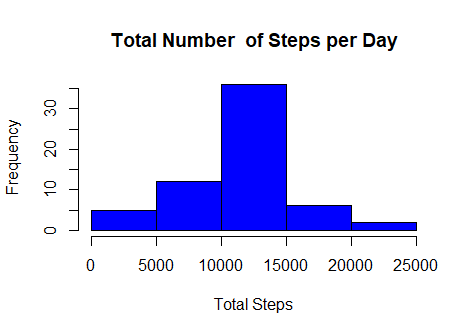 Total Number  of Steps per Day
Frequency
30
20
10
0
0 5000 10000 15000 20000 25000
Total Steps